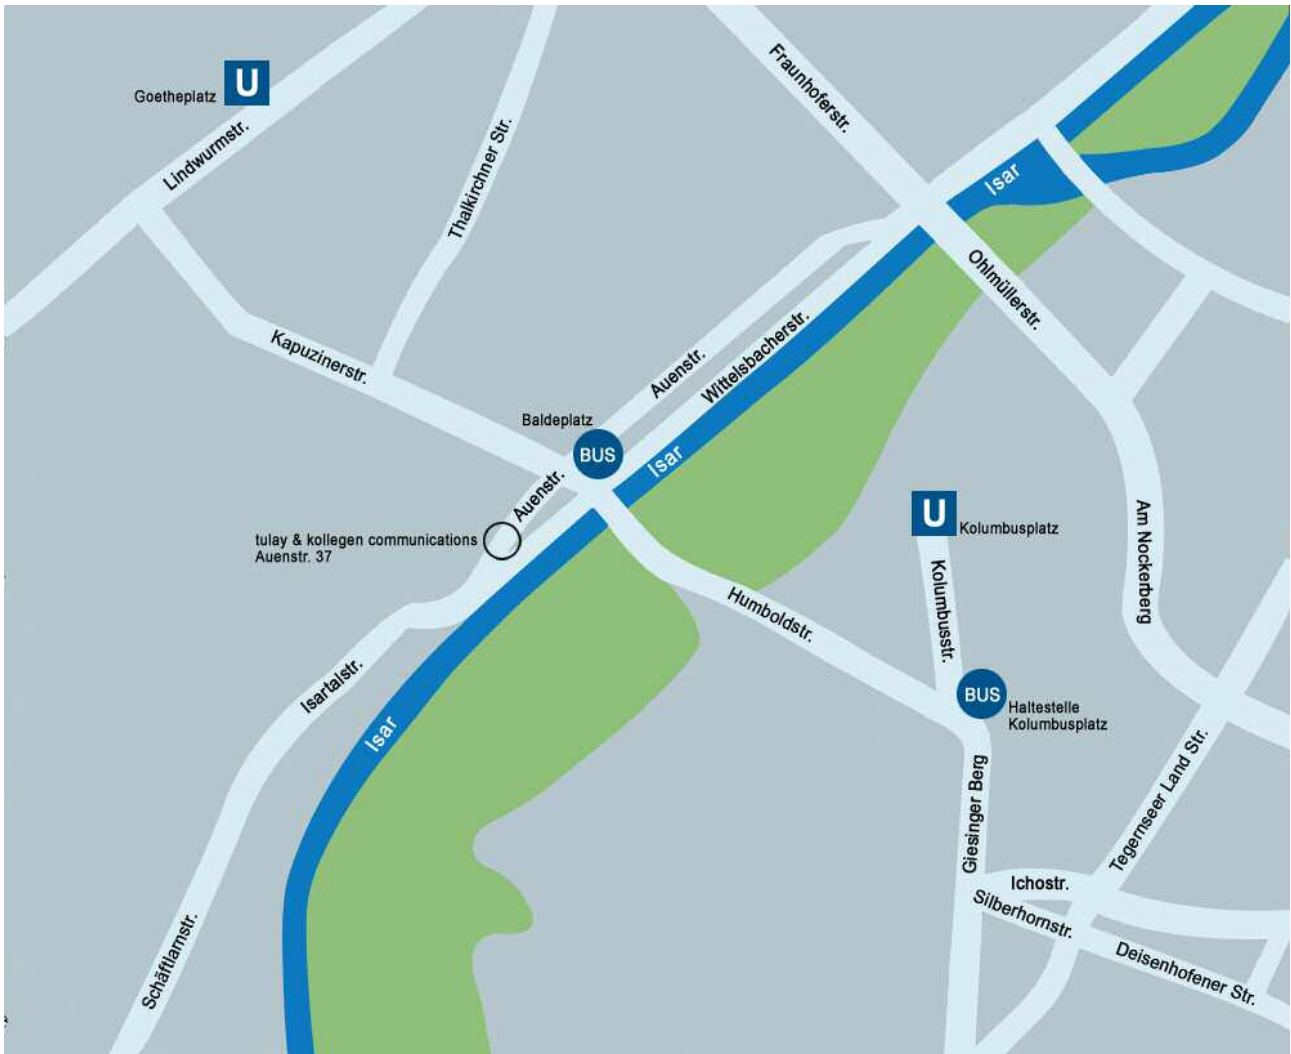 Goetheplatz
U
Lindwurmstr.
Thalkirchner Str.
Fraunhoferstr.
Isar
Ohlmüllerstr.
Kapuzinerstr.
Auenstr.
Wittelsbacherstr.
Baldeplatz
BUS
Isar
Auenstr.
tulay & kollegen communications
Auenstr. 37
U
Kolumbusplatz
Kolumbusstr.
Am Nockerberg
Humboldstr.
BUS
Haltestelle
Kolumbusplatz
Isartalstr.
Isar
Giesinger Berg
Tegernseer Land Str.
Ichostr.
Silberhornstr.
Deisenhofener Str.
Schäftlarnstr.